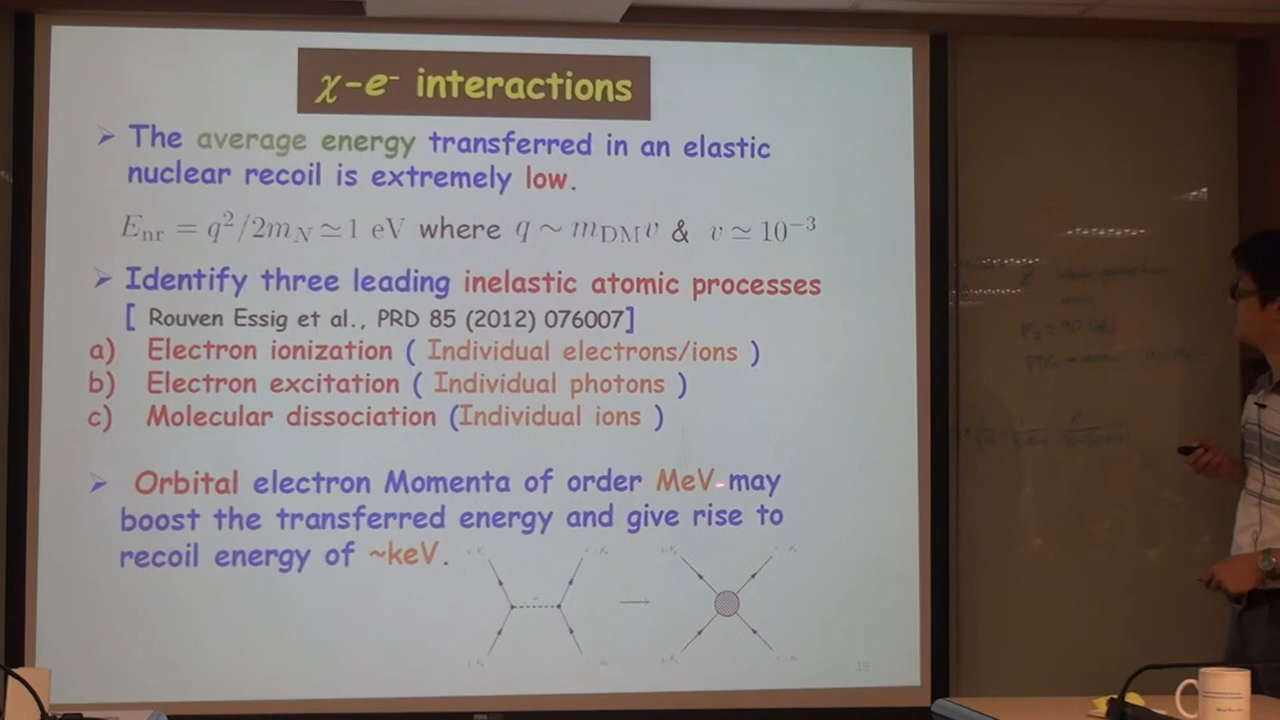 χ-e⁻ interactions
➢ The average energy transferred in an elastic
nuclear recoil is extremely low.
E_nr = q²/2m_N ≃ 1 eV where q ∼ m_DM v & v ≃ 10⁻³
➢ Identify three leading inelastic atomic processes
[ Rouven Essig et al., PRD 85 (2012) 076007]
a) Electron ionization ( Individual electrons/ions )
b) Electron excitation ( Individual photons )
c) Molecular dissociation (Individual ions )
➢ Orbital electron Momenta of order MeV may
boost the transferred energy and give rise to
recoil energy of ~keV.
19